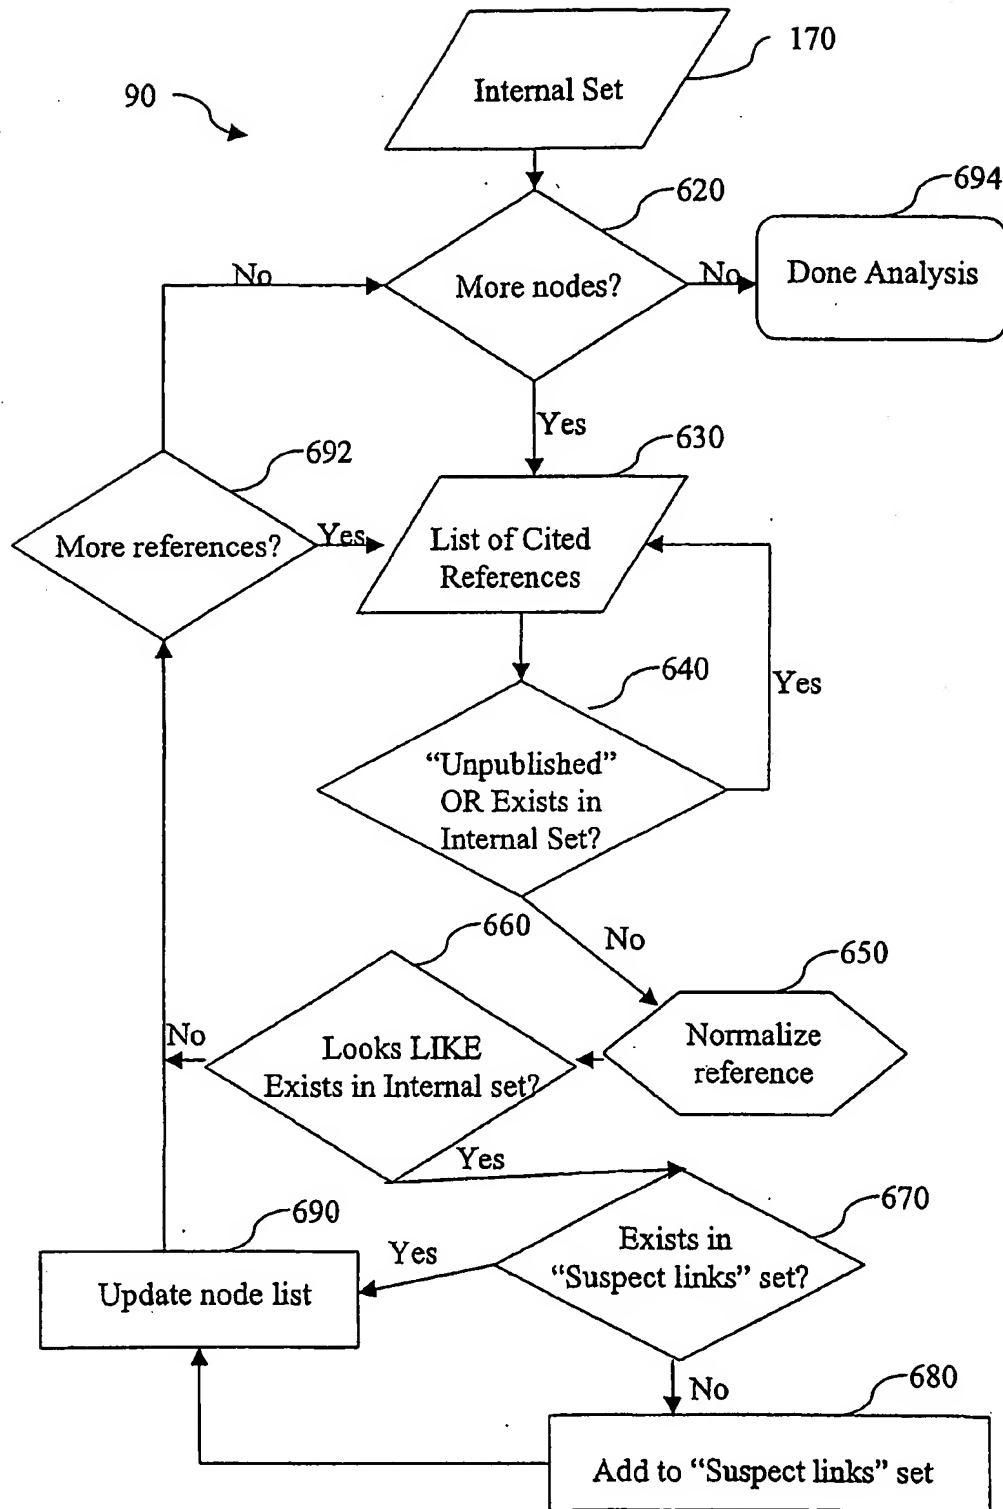 170
Internal Set
90
620
694
No
More nodes?
No
Done Analysis
Yes
692
630
More references?
Yes
List of Cited
References
640
Yes
“Unpublished”
OR Exists in
Internal Set?
660
No
650
No
Looks LIKE
Exists in Internal set?
Normalize
reference
Yes
670
690
Yes
Exists in
“Suspect links” set?
Update node list
No
680
Add to “Suspect links” set